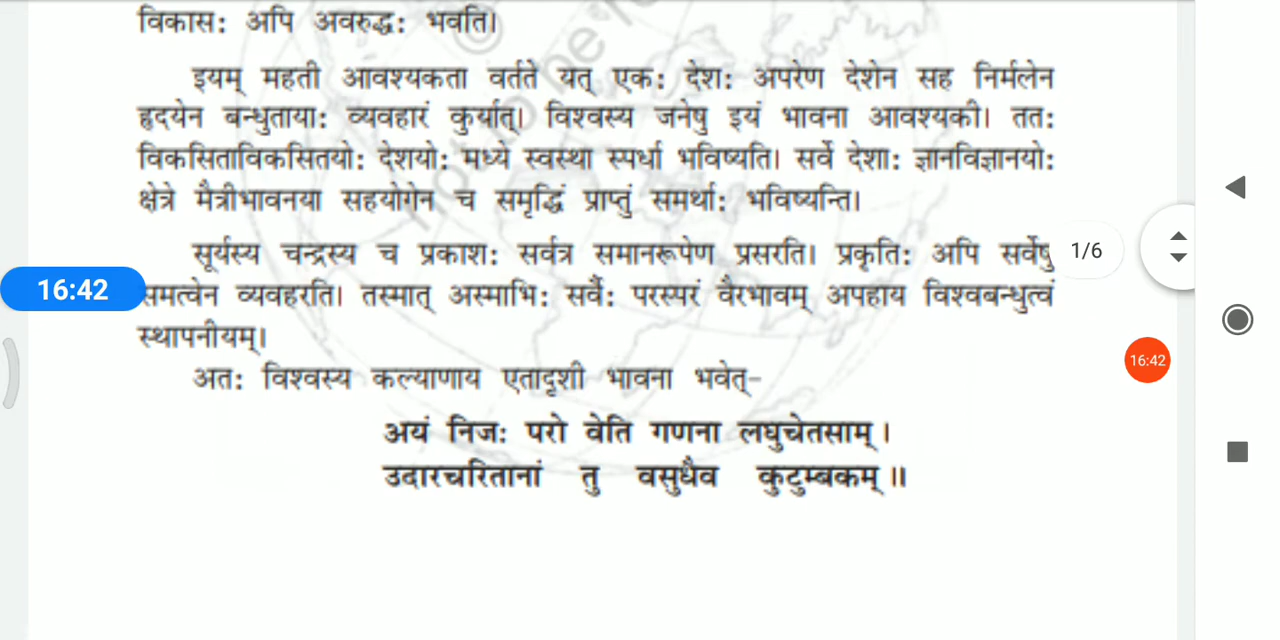 विकासः अपि अवरुद्धः भवति।
इयम् महती आवश्यकता वर्तते यत् एकः देशः अपरेण देशेन सह निर्मलेन
हृदयेन बन्धुतायाः व्यवहारं कुर्यात्। विश्वस्य जनेषु इयं भावना आवश्यकी। ततः
विकसिताविकसितयोः देशयोः मध्ये स्वस्था स्पर्धा भविष्यति। सर्वे देशाः ज्ञानविज्ञानयोः
क्षेत्रे मैत्रीभावनया सहयोगेन च समृद्धिं प्राप्तुं समर्थाः भविष्यन्ति।
सूर्यस्य चन्द्रस्य च प्रकाशः सर्वत्र समानरूपेण प्रसरति। प्रकृतिः अपि सर्वेषु
1/6
16:42
समत्वेन व्यवहरति। तस्मात् अस्माभिः सर्वैः परस्परं वैरभावम् अपहाय विश्वबन्धुत्वं
स्थापनीयम्।
16:42
अतः विश्वस्य कल्याणाय एतादृशी भावना भवेत्-
अयं निजः परो वेति गणना लघुचेतसाम्।
उदारचरितानां तु वसुधैव कुटुम्बकम्॥